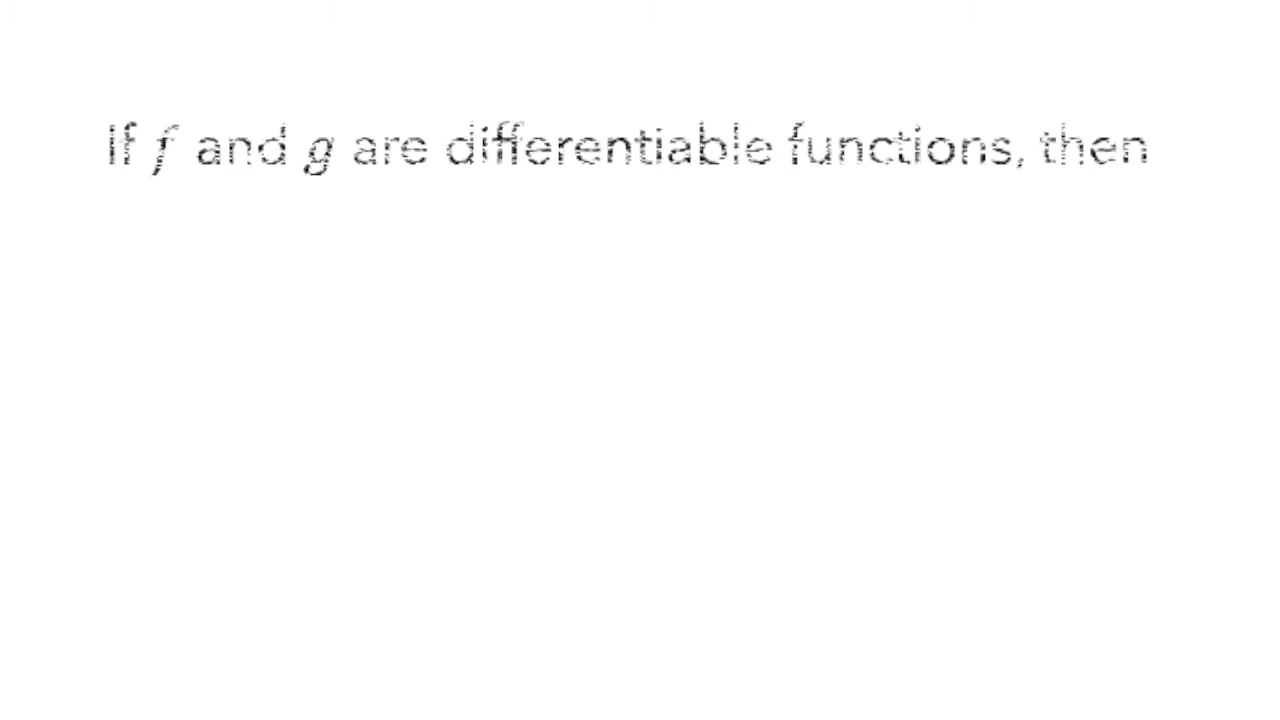 If f and g are differentiable functions, then